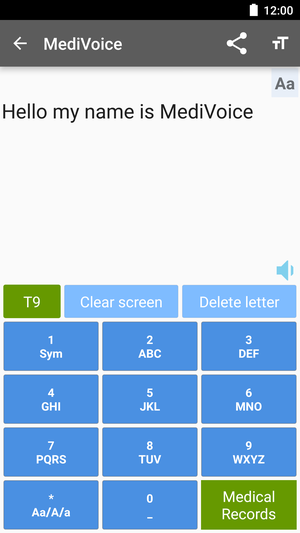 12:00
MediVoice
Aa
Hello my name is MediVoice
T9
Clear screen
Delete letter
1
Sym
2
ABC
3
DEF
4
GHI
5
JKL
6
MNO
7
PQRS
8
TUV
9
WXYZ
*
Aa/A/a
0
_
Medical
Records